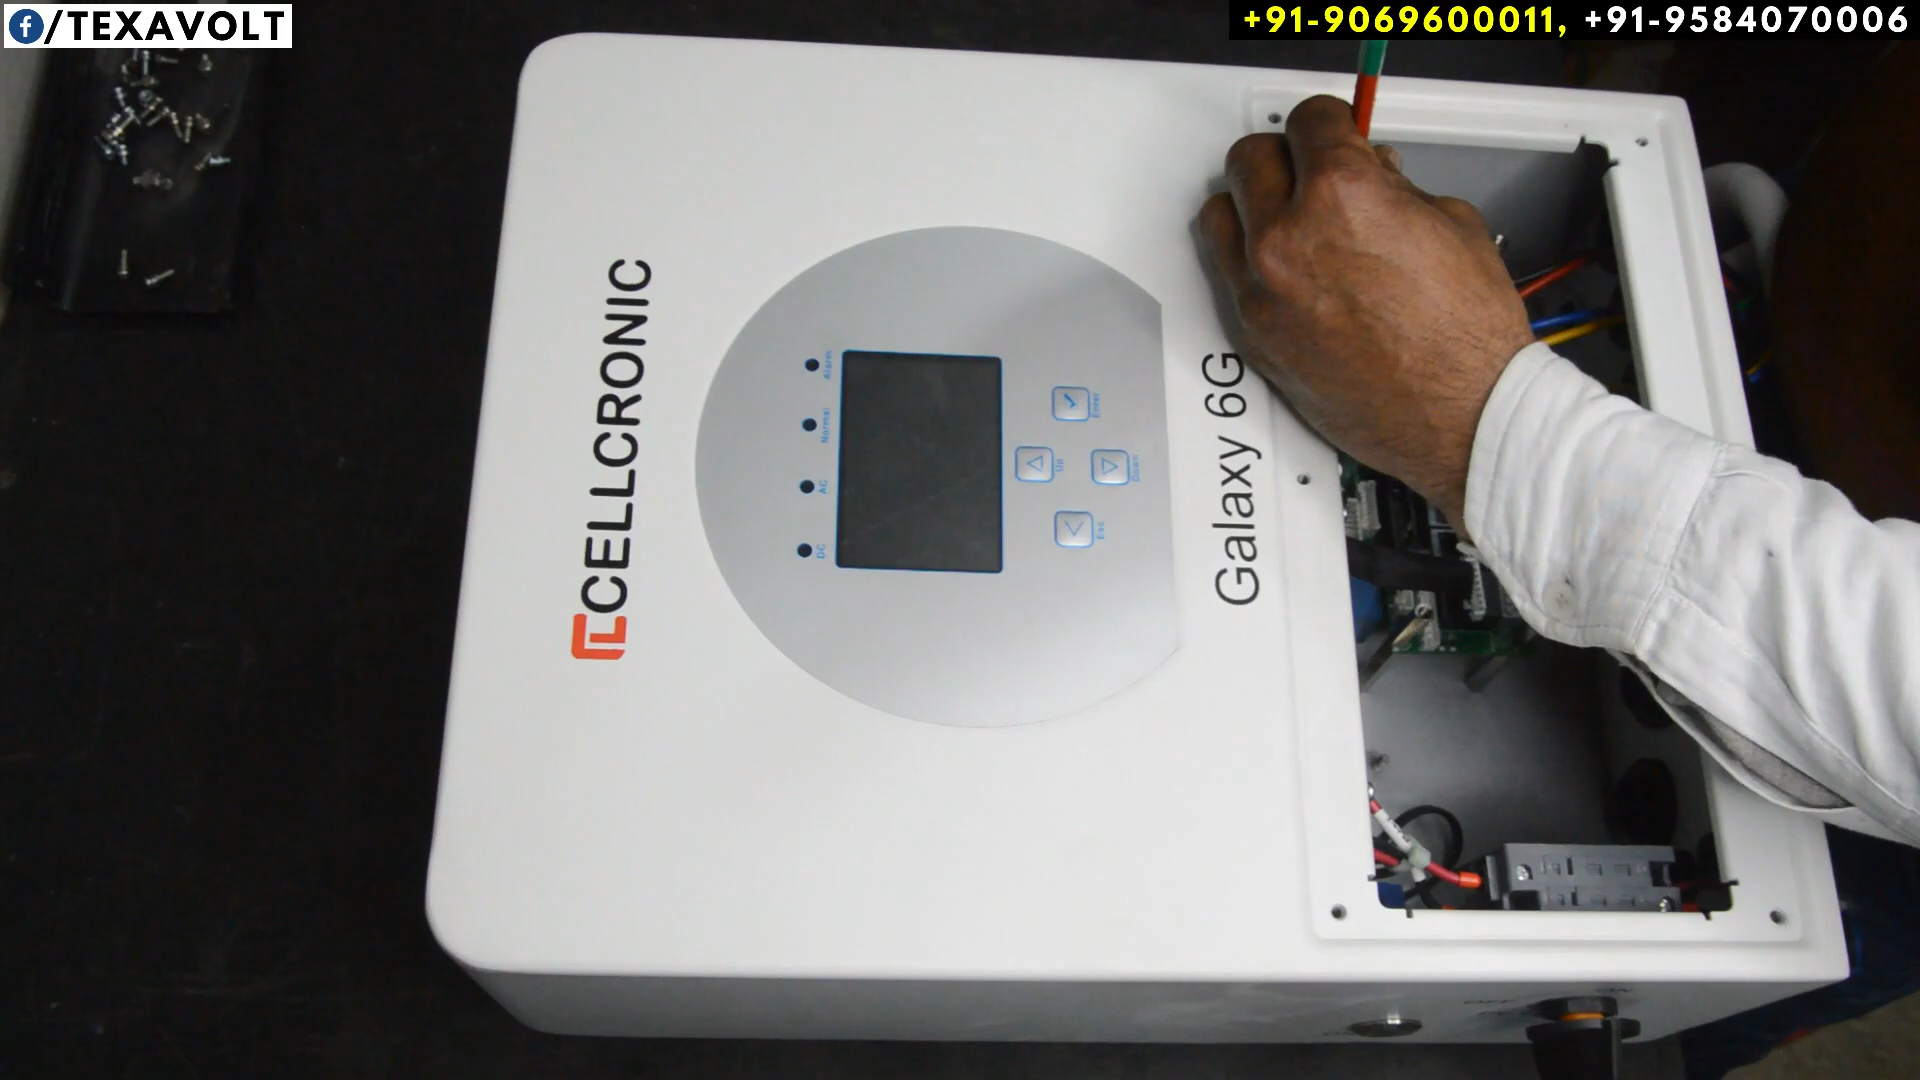 /TEXAVOLT
+91-9069600011, +91-9584070006
CELLCRONIC
Alarm
Normal
AC
DC
Enter
Up
Down
Esc
Galaxy 6G